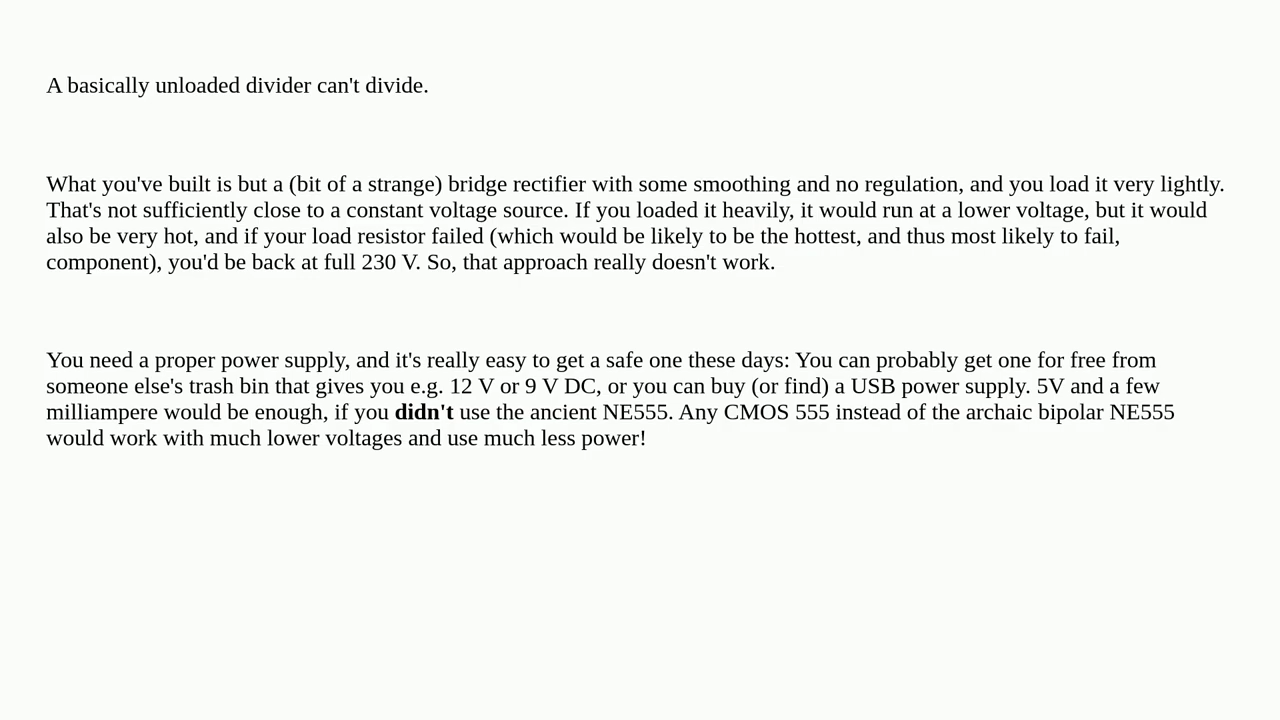 A basically unloaded divider can't divide.
What you've built is but a (bit of a strange) bridge rectifier with some smoothing and no regulation, and you load it very lightly.
That's not sufficiently close to a constant voltage source. If you loaded it heavily, it would run at a lower voltage, but it would
also be very hot, and if your load resistor failed (which would be likely to be the hottest, and thus most likely to fail,
component), you'd be back at full 230 V. So, that approach really doesn't work.
You need a proper power supply, and it's really easy to get a safe one these days: You can probably get one for free from
someone else's trash bin that gives you e.g. 12 V or 9 V DC, or you can buy (or find) a USB power supply. 5V and a few
milliampere would be enough, if you didn't use the ancient NE555. Any CMOS 555 instead of the archaic bipolar NE555
would work with much lower voltages and use much less power!